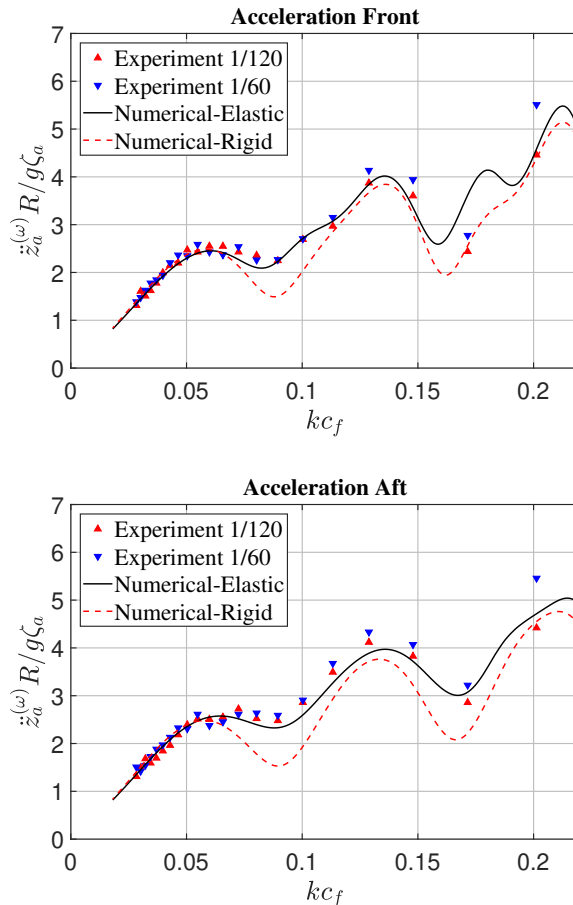 Acceleration Front
7
6
5
4
3
2
1
0
z̈ₐ^(ω) R/gζₐ
Experiment 1/120
Experiment 1/60
Numerical-Elastic
Numerical-Rigid
0 0.05 0.1 0.15 0.2
kc_f
Acceleration Aft
7
6
5
4
3
2
1
0
z̈ₐ^(ω) R/gζₐ
Experiment 1/120
Experiment 1/60
Numerical-Elastic
Numerical-Rigid
0 0.05 0.1 0.15 0.2
kc_f